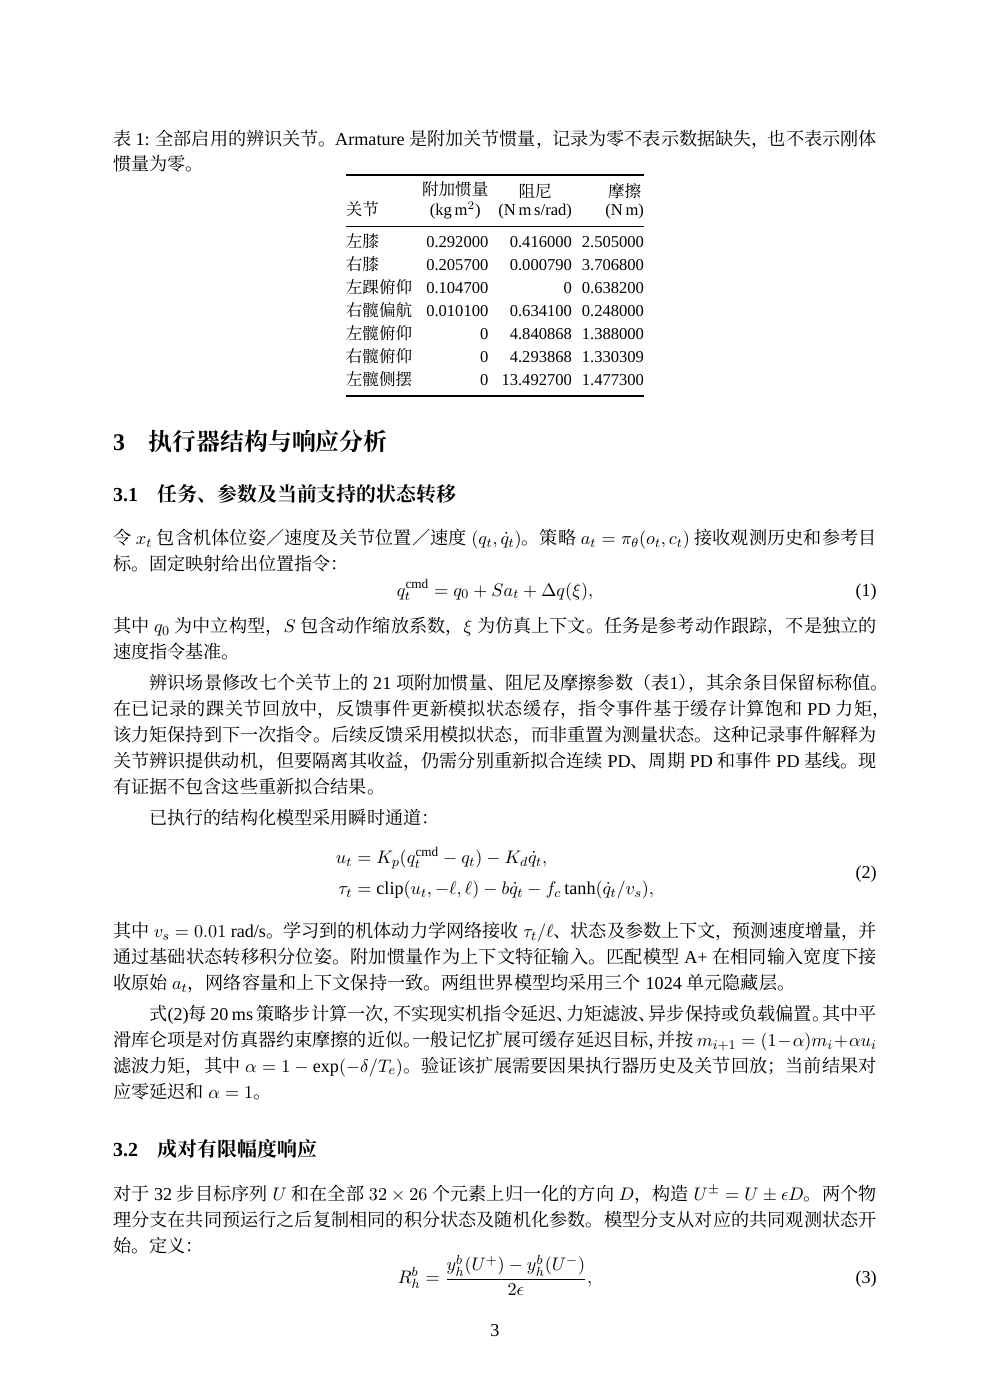 表 1: 全部启用的辨识关节。Armature 是附加关节惯量，记录为零不表示数据缺失，也不表示刚体
惯量为零。
关节 附加惯量 (kg m²) 阻尼 (N m s/rad) 摩擦 (N m)
左膝 0.292000 0.416000 2.505000
右膝 0.205700 0.000790 3.706800
左踝俯仰 0.104700 0 0.638200
右髋偏航 0.010100 0.634100 0.248000
左髋俯仰 0 4.840868 1.388000
右髋俯仰 0 4.293868 1.330309
左髋侧摆 0 13.492700 1.477300
3 执行器结构与响应分析
3.1 任务、参数及当前支持的状态转移
令 x_t 包含机体位姿／速度及关节位置／速度 (q_t, q̇_t)。策略 a_t = π_θ(o_t, c_t) 接收观测历史和参考目
标。固定映射给出位置指令：
q_t^cmd = q_0 + Sa_t + Δq(ξ), (1)
其中 q_0 为中立构型，S 包含动作缩放系数，ξ 为仿真上下文。任务是参考动作跟踪，不是独立的
速度指令基准。
辨识场景修改七个关节上的 21 项附加惯量、阻尼及摩擦参数（表1），其余条目保留标称值。
在已记录的踝关节回放中，反馈事件更新模拟状态缓存，指令事件基于缓存计算饱和 PD 力矩，
该力矩保持到下一次指令。后续反馈采用模拟状态，而非重置为测量状态。这种记录事件解释为
关节辨识提供动机，但要隔离其收益，仍需分别重新拟合连续 PD、周期 PD 和事件 PD 基线。现
有证据不包含这些重新拟合结果。
已执行的结构化模型采用瞬时通道：
u_t = K_p(q_t^cmd − q_t) − K_d q̇_t,
τ_t = clip(u_t, −ℓ, ℓ) − b q̇_t − f_c tanh(q̇_t/v_s), (2)
其中 v_s = 0.01 rad/s。学习到的机体动力学网络接收 τ_t/ℓ、状态及参数上下文，预测速度增量，并
通过基础状态转移积分位姿。附加惯量作为上下文特征输入。匹配模型 A+ 在相同输入宽度下接
收原始 a_t，网络容量和上下文保持一致。两组世界模型均采用三个 1024 单元隐藏层。
式(2)每 20 ms 策略步计算一次，不实现实机指令延迟、力矩滤波、异步保持或负载偏置。其中平
滑库仑项是对仿真器约束摩擦的近似。一般记忆扩展可缓存延迟目标，并按 m_{i+1} = (1−α)m_i+αu_i
滤波力矩，其中 α = 1 − exp(−δ/T_e)。验证该扩展需要因果执行器历史及关节回放；当前结果对
应零延迟和 α = 1。
3.2 成对有限幅度响应
对于 32 步目标序列 U 和在全部 32 × 26 个元素上归一化的方向 D，构造 U^± = U ± ϵD。两个物
理分支在共同预运行之后复制相同的积分状态及随机化参数。模型分支从对应的共同观测状态开
始。定义：
R_h^b = (y_h^b(U^+) − y_h^b(U^−)) / 2ϵ, (3)
3